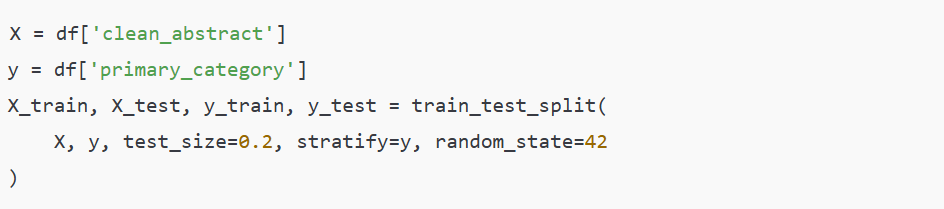 X = df['clean_abstract']
y = df['primary_category']
X_train, X_test, y_train, y_test = train_test_split(
    X, y, test_size=0.2, stratify=y, random_state=42
)